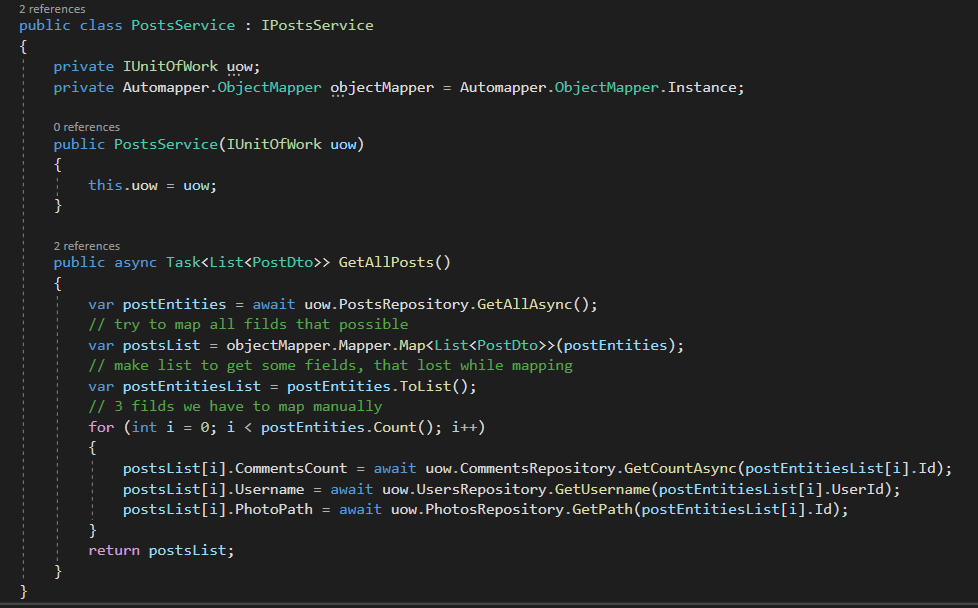 2 references
public class PostsService : IPostsService
{
private IUnitOfWork uow;
private Automapper.ObjectMapper objectMapper = Automapper.ObjectMapper.Instance;
0 references
public PostsService(IUnitOfWork uow)
{
this.uow = uow;
}
2 references
public async Task<List<PostDto>> GetAllPosts()
{
var postEntities = await uow.PostsRepository.GetAllAsync();
// try to map all filds that possible
var postsList = objectMapper.Mapper.Map<List<PostDto>>(postEntities);
// make list to get some fields, that lost while mapping
var postEntitiesList = postEntities.ToList();
// 3 filds we have to map manually
for (int i = 0; i < postEntities.Count(); i++)
{
postsList[i].CommentsCount = await uow.CommentsRepository.GetCountAsync(postEntitiesList[i].Id);
postsList[i].Username = await uow.UsersRepository.GetUsername(postEntitiesList[i].UserId);
postsList[i].PhotoPath = await uow.PhotosRepository.GetPath(postEntitiesList[i].Id);
}
return postsList;
}
}